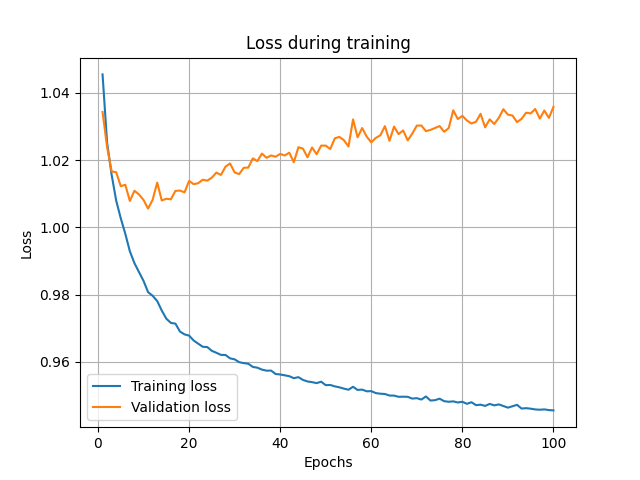 Loss during training
1.04
1.02
1.00
0.98
0.96
Loss
Training loss
Validation loss
0
20
40
60
80
100
Epochs